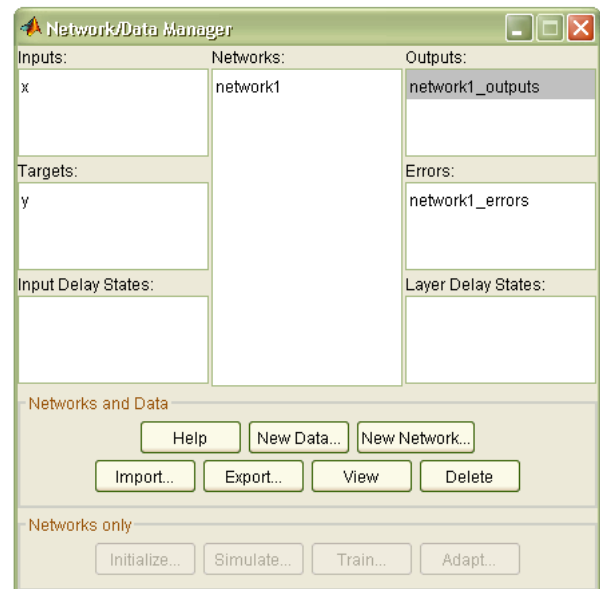 Network/Data Manager
Inputs: Networks: Outputs:
x network1 network1_outputs
Targets: Errors:
y network1_errors
Input Delay States: Layer Delay States:
Networks and Data
Help New Data... New Network...
Import... Export... View Delete
Networks only
Initialize... Simulate... Train... Adapt...